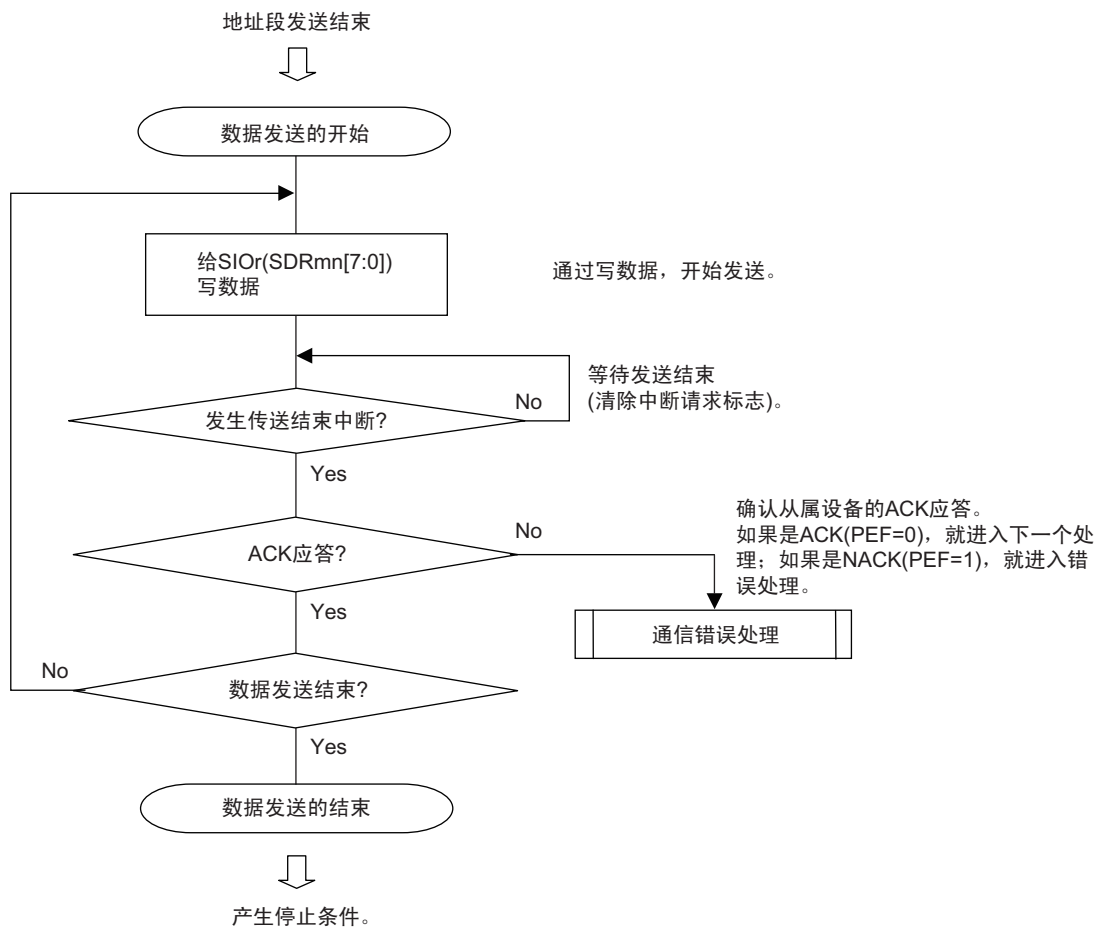 地址段发送结束
数据发送的开始
给SIOr(SDRmn[7:0])
写数据
通过写数据，开始发送。
等待发送结束
(清除中断请求标志)。
No
发生传送结束中断?
Yes
确认从属设备的ACK应答。
如果是ACK(PEF=0)，就进入下一个处
理；如果是NACK(PEF=1)，就进入错
误处理。
No
ACK应答?
Yes
通信错误处理
No
数据发送结束?
Yes
数据发送的结束
产生停止条件。